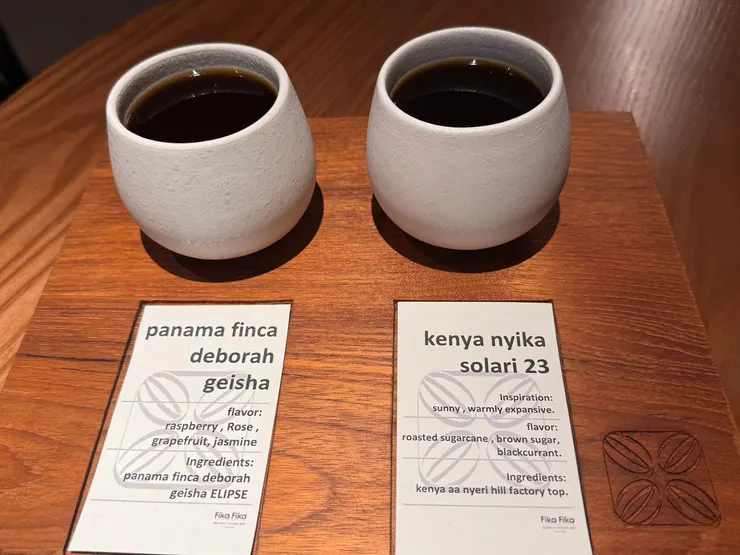 panama finca
deborah
geisha
flavor:
raspberry , Rose ,
grapefruit, jasmine
Ingredients:
panama finca deborah
geisha ELIPSE
Fika Fika
kenya nyika
solari 23
Inspiration:
sunny , warmly expansive.
flavor:
roasted sugarcane , brown sugar,
blackcurrant.
Ingredients:
kenya aa nyeri hill factory top.
Fika Fika